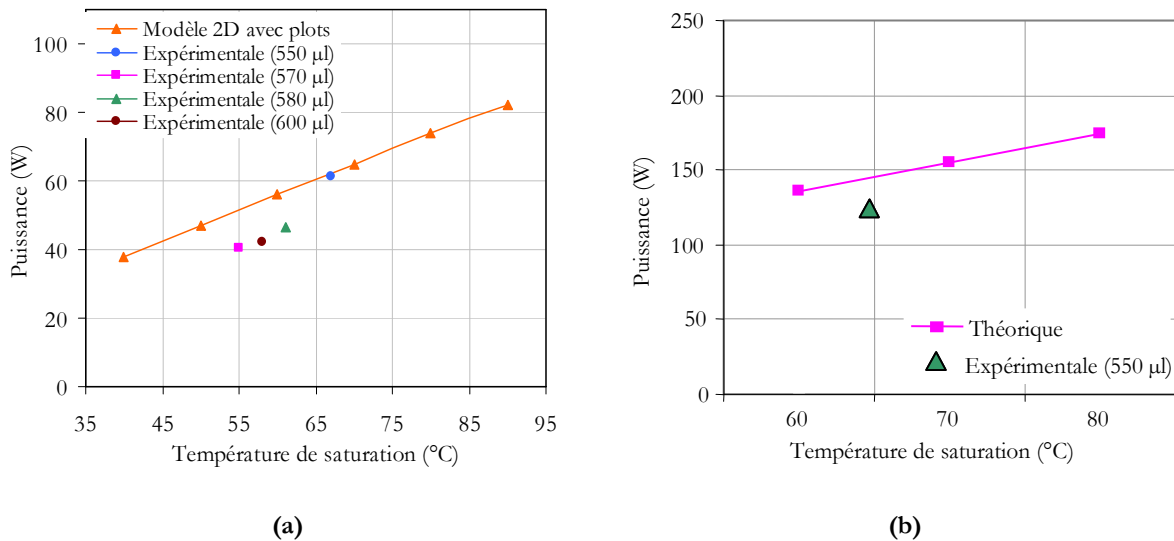 Modèle 2D avec plots
Expérimentale (550 µl)
Expérimentale (570 µl)
Expérimentale (580 µl)
Expérimentale (600 µl)
Puissance (W)
100
80
60
40
20
0
35 45 55 65 75 85 95
Température de saturation (°C)
(a)
Puissance (W)
250
200
150
100
50
0
Théorique
Expérimentale (550 µl)
60 70 80
Température de saturation (°C)
(b)